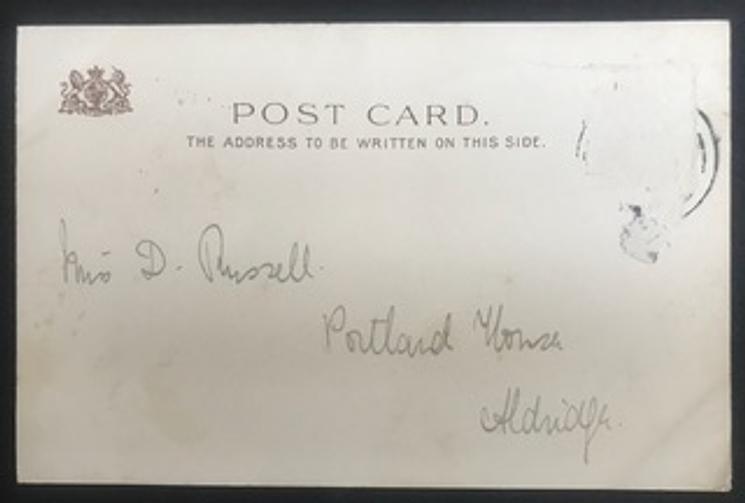 POST CARD.
THE ADDRESS TO BE WRITTEN ON THIS SIDE.
Miss D. Russell.
Portland House
Aldridge.